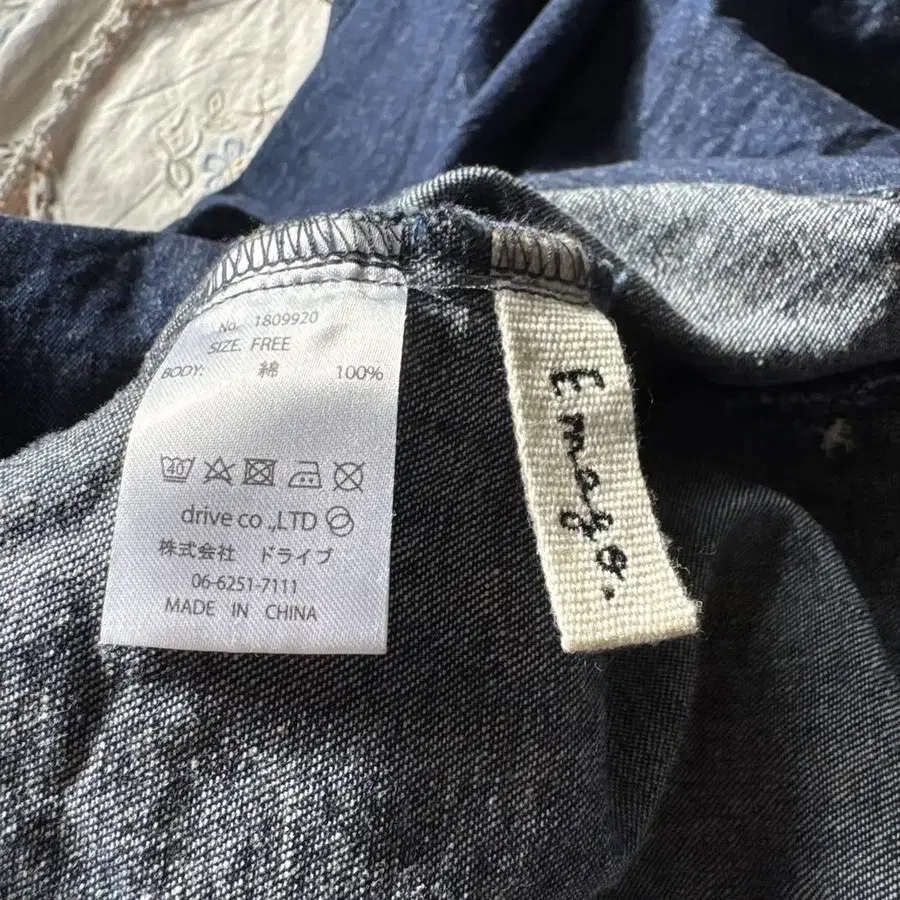 No. 1809920
SIZE. FREE
BODY: 綿 100%
40
drive co .,LTD
株式会社 ドライブ
06-6251-7111
MADE IN CHINA
Emago.